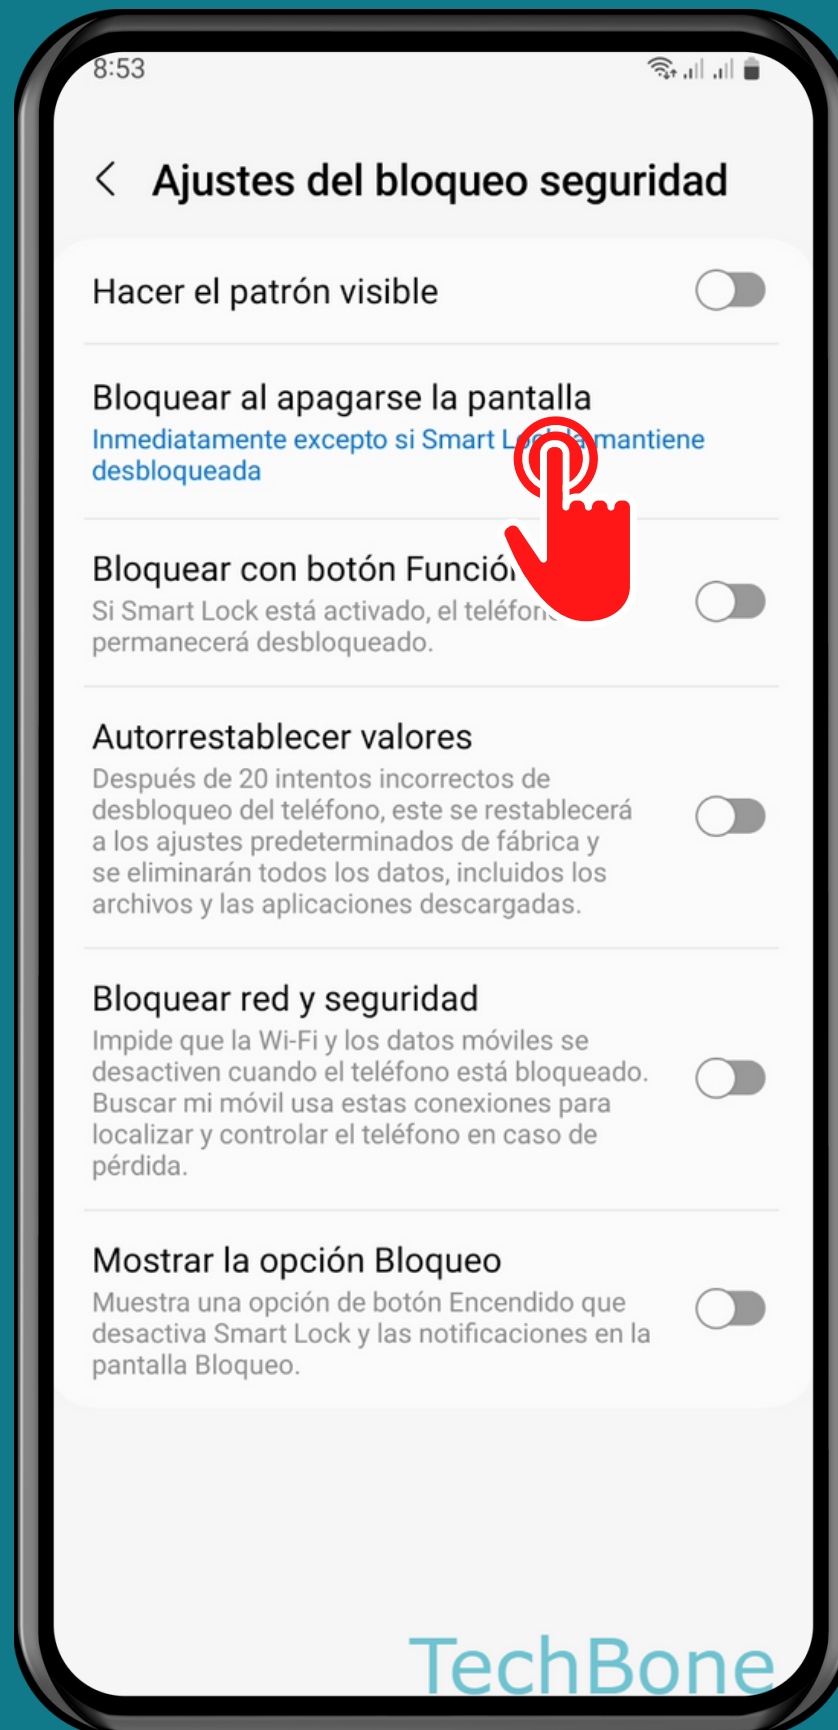 8:53
Ajustes del bloqueo seguridad
Hacer el patrón visible
Bloquear al apagarse la pantalla
Inmediatamente excepto si Smart Lock la mantiene
desbloqueada
Bloquear con botón Función
Si Smart Lock está activado, el teléfono
permanecerá desbloqueado.
Autorrestablecer valores
Después de 20 intentos incorrectos de
desbloqueo del teléfono, este se restablecerá
a los ajustes predeterminados de fábrica y
se eliminarán todos los datos, incluidos los
archivos y las aplicaciones descargadas.
Bloquear red y seguridad
Impide que la Wi-Fi y los datos móviles se
desactiven cuando el teléfono está bloqueado.
Buscar mi móvil usa estas conexiones para
localizar y controlar el teléfono en caso de
pérdida.
Mostrar la opción Bloqueo
Muestra una opción de botón Encendido que
desactiva Smart Lock y las notificaciones en la
pantalla Bloqueo.
TechBone